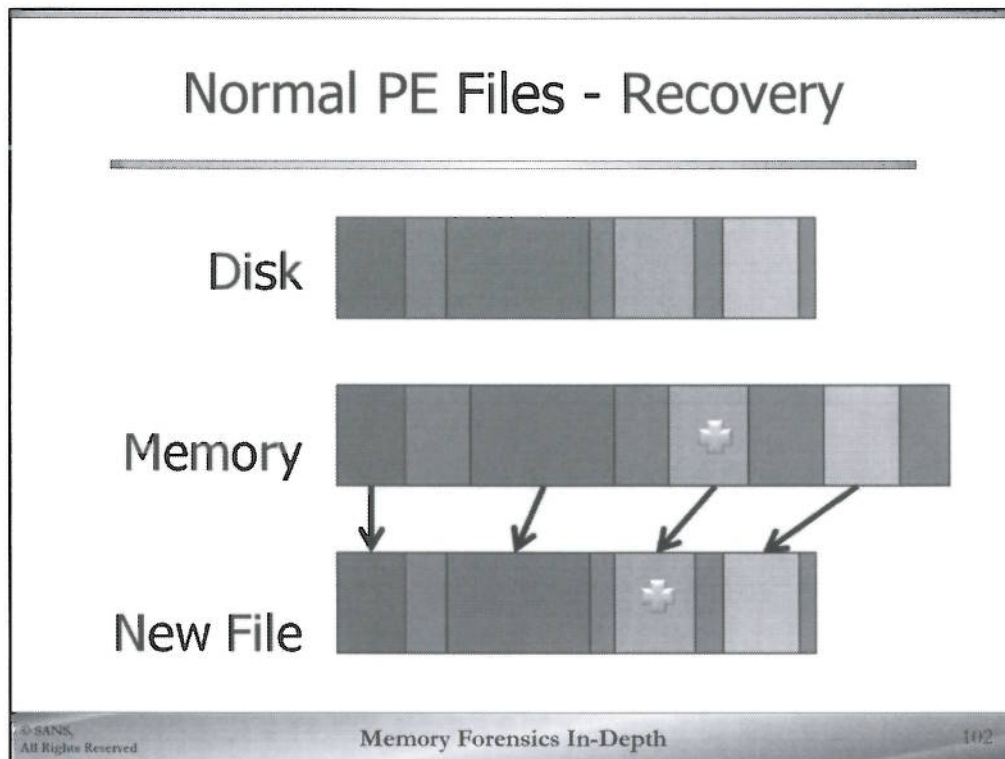 Normal PE Files - Recovery
Disk
Memory
New File
© SANS,
All Rights Reserved
Memory Forensics In-Depth
102